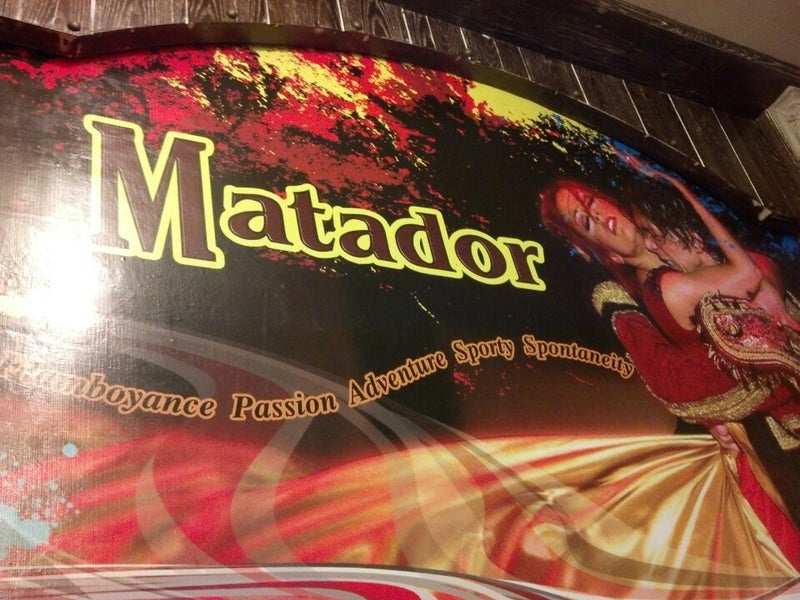 Matador
Flamboyance Passion Adventure Sporty Spontaneity